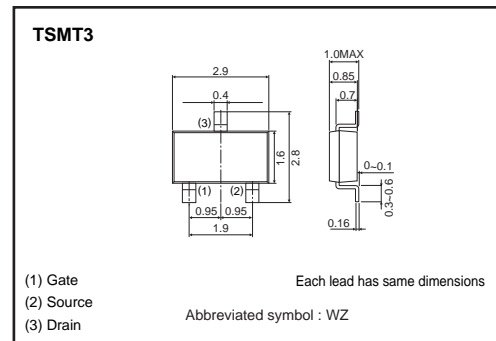 TSMT3
1.0MAX
2.9
0.85
0.4
0.7
(3)
1.6
2.8
0~0.1
(1)
(2)
0.3~0.6
0.95
0.95
0.16
1.9
(1) Gate
Each lead has same dimensions
(2) Source
Abbreviated symbol : WZ
(3) Drain